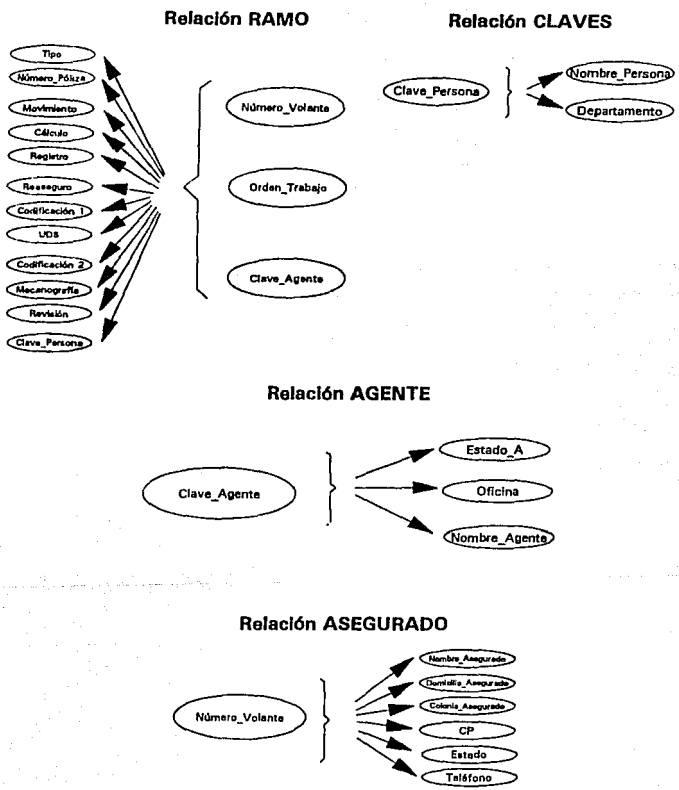 Relación RAMO
Tipo
Número_Póliza
Movimiento
Cálculo
Registro
Reaseguro
Codificación 1
UDS
Codificación 2
Mecanografía
Revisión
Clave_Persona
Número_Volante
Orden_Trabajo
Clave_Agente
Relación CLAVES
Clave_Persona
Nombre_Persona
Departamento
Relación AGENTE
Clave_Agente
Estado_A
Oficina
Nombre_Agente
Relación ASEGURADO
Número_Volante
Nombre_Asegurado
Domicilio_Asegurado
Colonia_Asegurado
CP
Estado
Teléfono